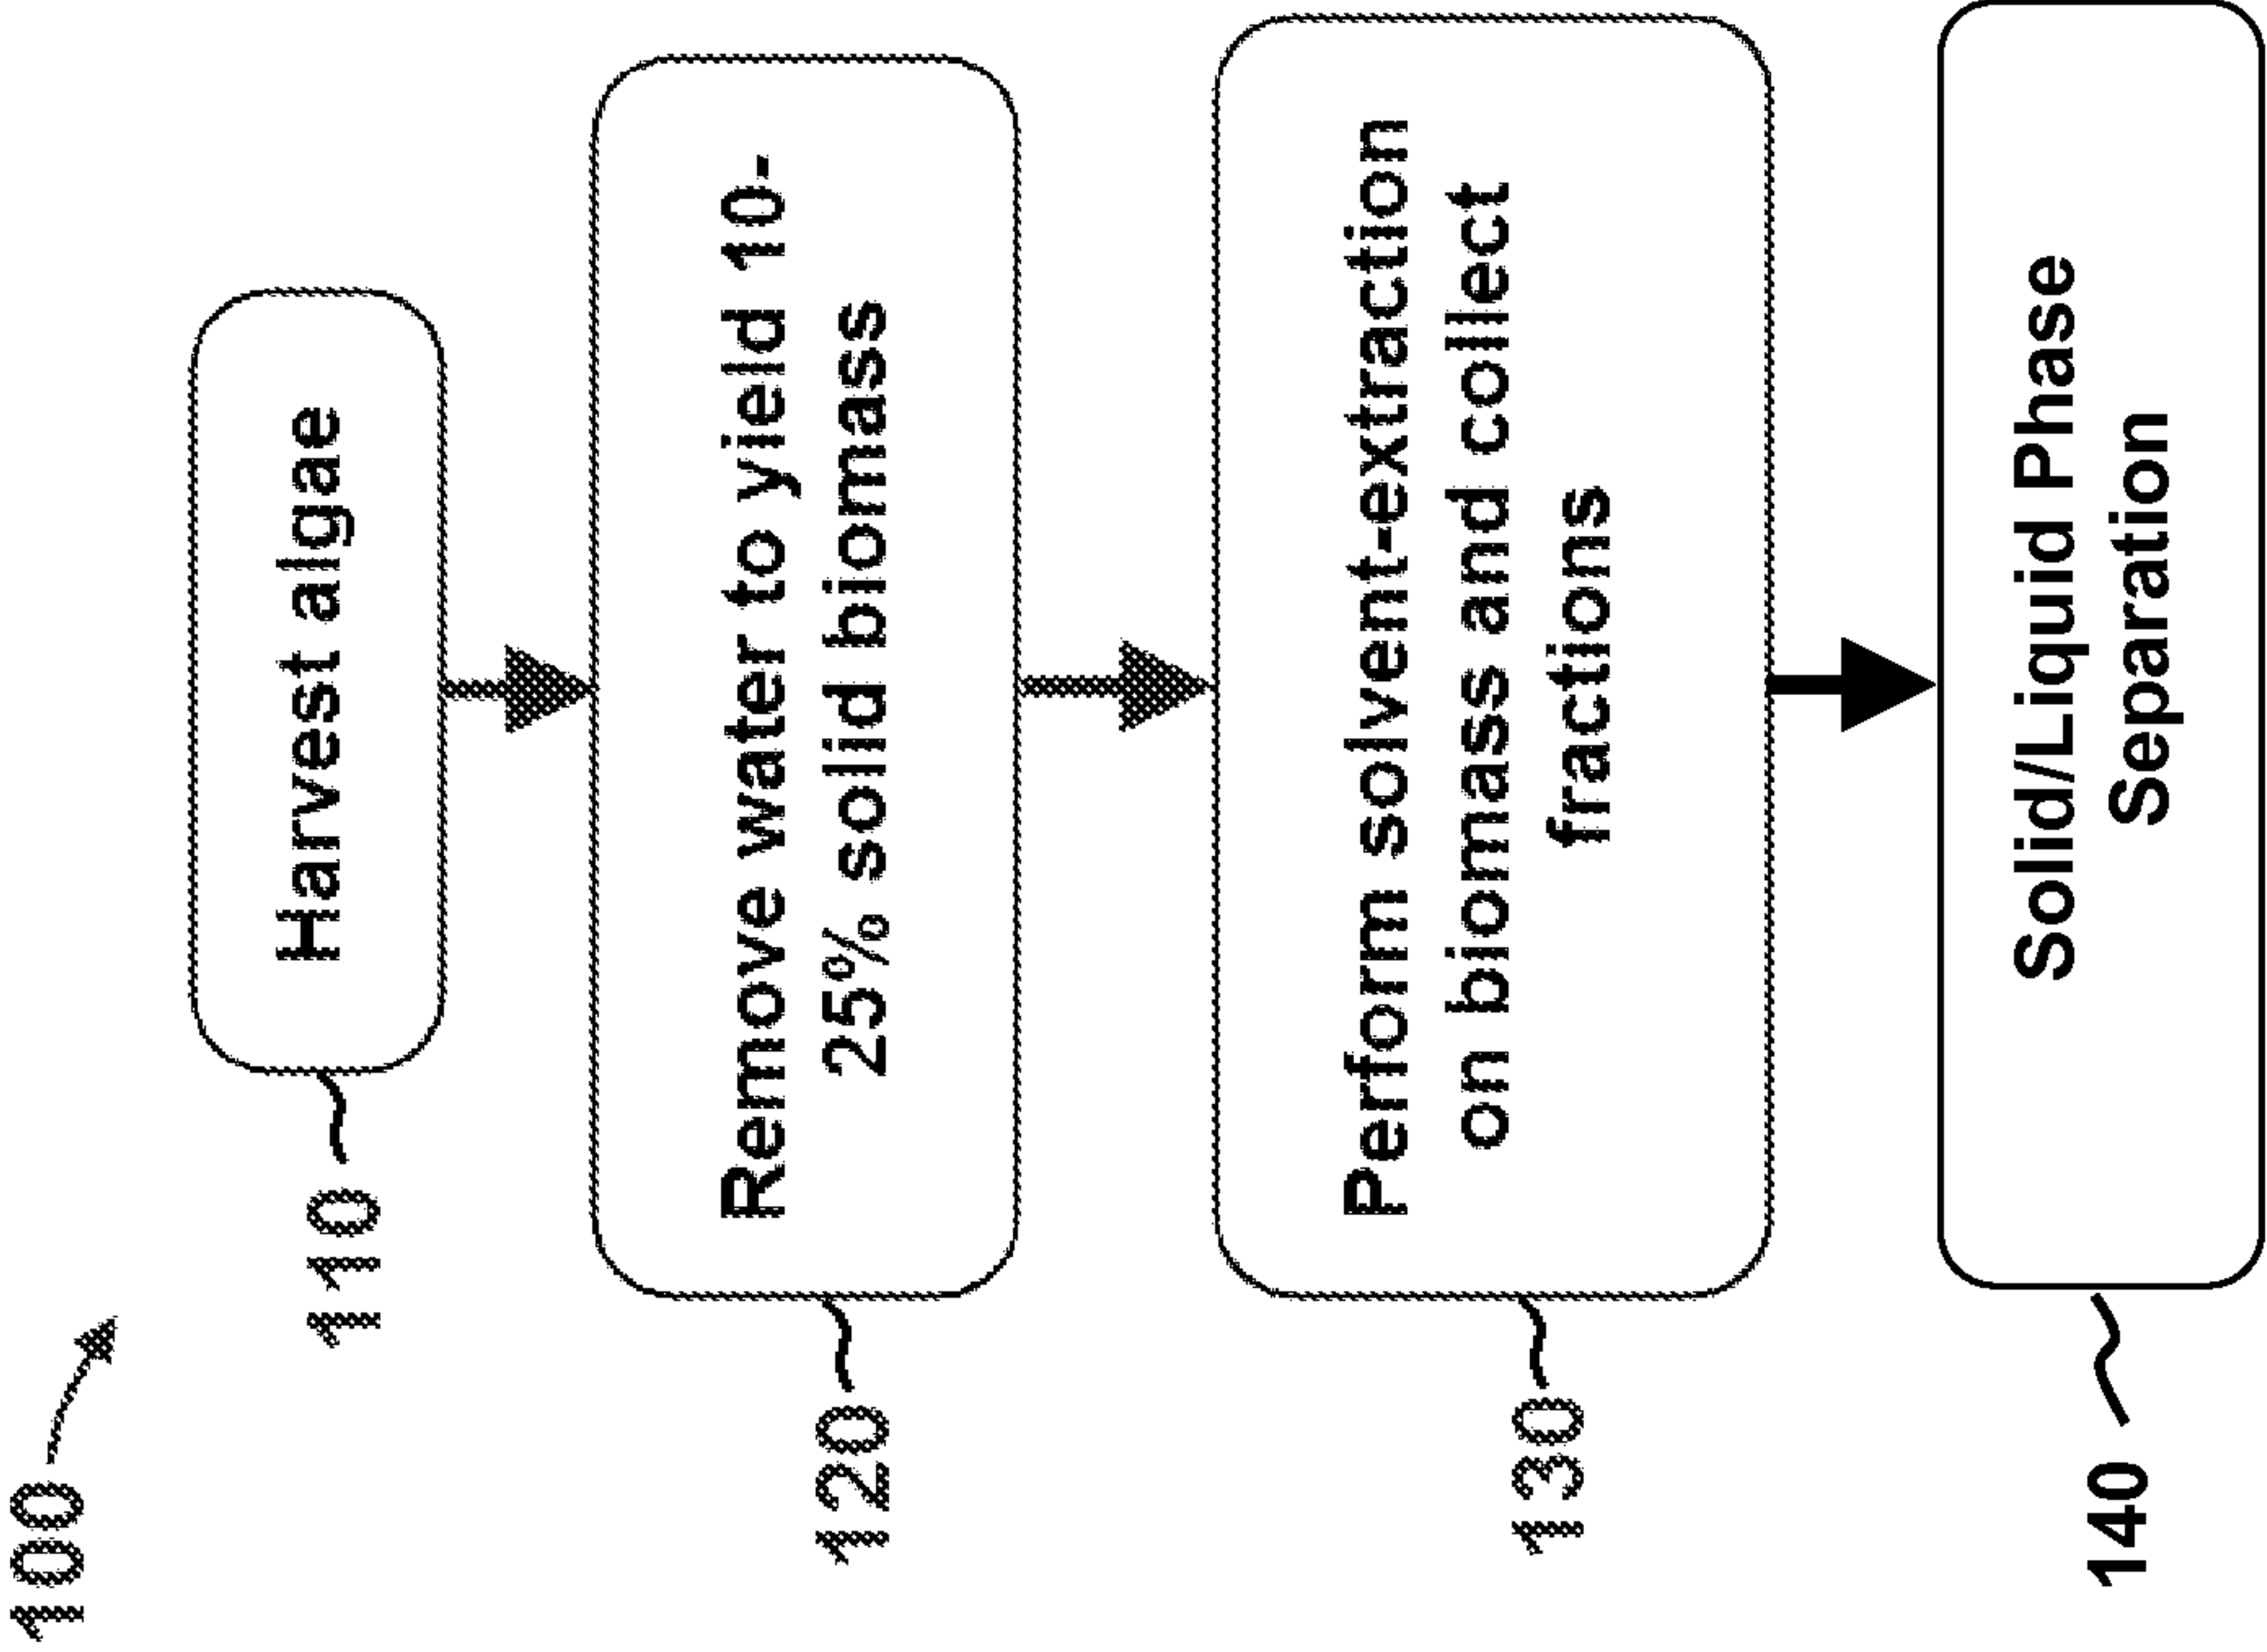 100
110
Harvest algae
120
Remove water to yield 10-
25% solid biomass
130
Perform solvent-extraction
on biomass and collect
fractions
140
Solid/Liquid Phase
Separation